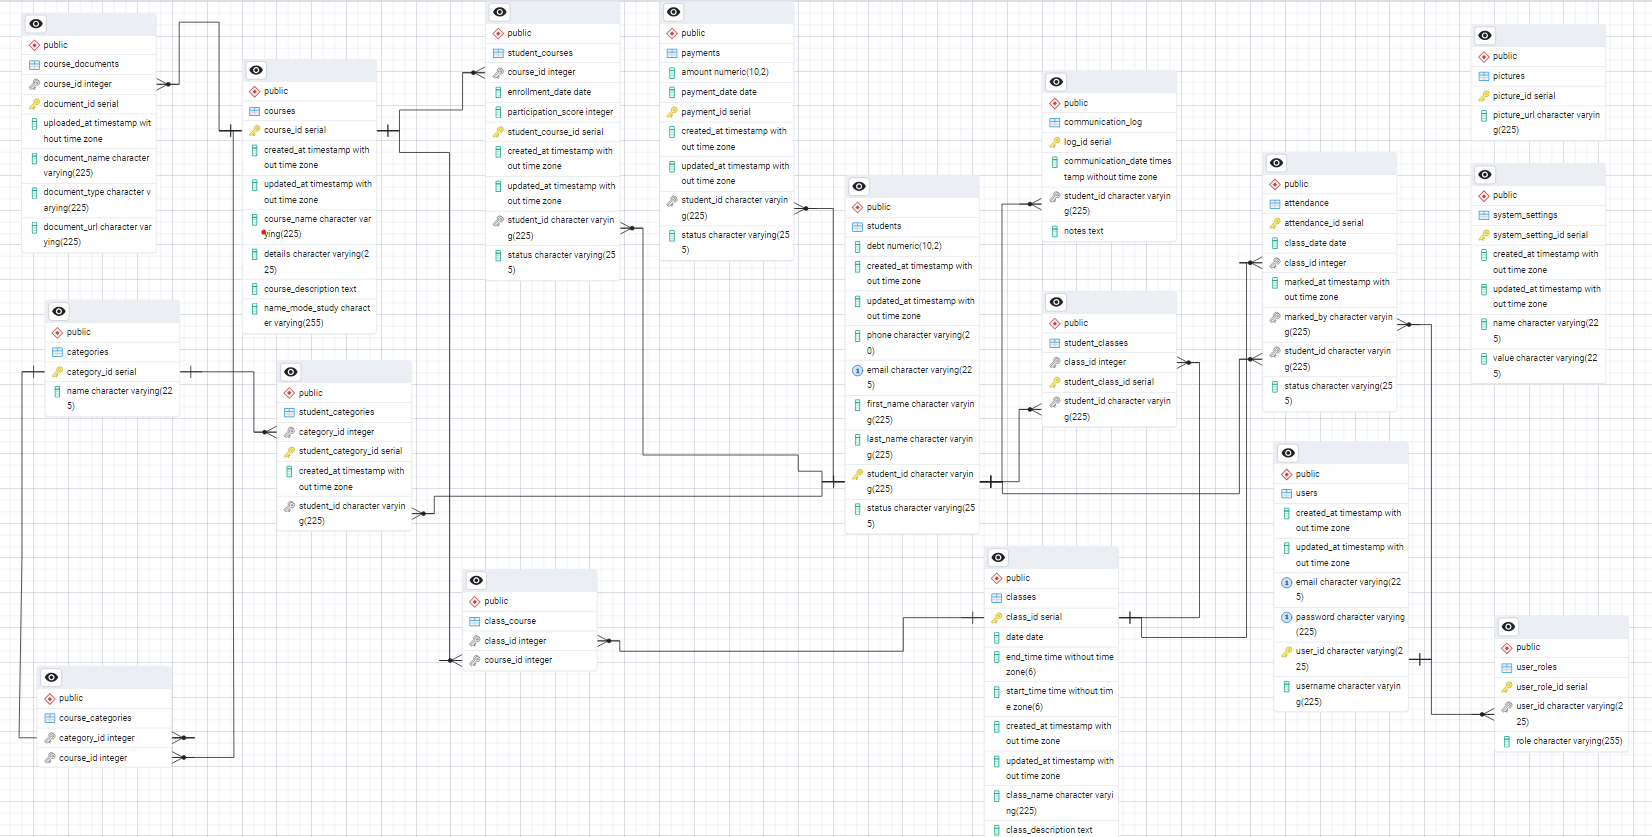 public
course_documents
course_id integer
document_id serial
uploaded_at timestamp wit
hout time zone
document_name character
varying(225)
document_type character v
arying(225)
document_url character var
ying(225)
public
courses
course_id serial
created_at timestamp with
out time zone
updated_at timestamp with
out time zone
course_name character var
ying(225)
details character varying(2
25)
course_description text
name_mode_study charact
er varying(255)
public
student_courses
course_id integer
enrollment_date date
participation_score integer
student_course_id serial
created_at timestamp with
out time zone
updated_at timestamp with
out time zone
student_id character varyin
g(225)
status character varying(25
5)
public
payments
amount numeric(10,2)
payment_date date
payment_id serial
created_at timestamp with
out time zone
updated_at timestamp with
out time zone
student_id character varyin
g(225)
status character varying(25
5)
public
students
debt numeric(10,2)
created_at timestamp with
out time zone
updated_at timestamp with
out time zone
phone character varying(2
0)
email character varying(22
5)
first_name character varyin
g(225)
last_name character varyin
g(225)
student_id character varyin
g(225)
status character varying(25
5)
public
communication_log
log_id serial
communication_date times
tamp without time zone
student_id character varyin
g(225)
notes text
public
student_classes
class_id integer
student_class_id serial
student_id character varyin
g(225)
public
attendance
attendance_id serial
class_date date
class_id integer
marked_at timestamp with
out time zone
marked_by character varyin
g(225)
student_id character varyin
g(225)
status character varying(25
5)
public
pictures
picture_id serial
picture_url character varyin
g(225)
public
system_settings
system_setting_id serial
created_at timestamp with
out time zone
updated_at timestamp with
out time zone
name character varying(22
5)
value character varying(22
5)
public
categories
category_id serial
name character varying(22
5)
public
student_categories
category_id integer
student_category_id serial
created_at timestamp with
out time zone
student_id character varyin
g(225)
public
users
created_at timestamp with
out time zone
updated_at timestamp with
out time zone
email character varying(22
5)
password character varying
(225)
user_id character varying(2
25)
username character varyin
g(225)
public
class_course
class_id integer
course_id integer
public
classes
class_id serial
date date
end_time time without time
zone(6)
start_time time without tim
e zone(6)
created_at timestamp with
out time zone
updated_at timestamp with
out time zone
class_name character varyi
ng(225)
class_description text
public
user_roles
user_role_id serial
user_id character varying(2
25)
role character varying(255)
public
course_categories
category_id integer
course_id integer